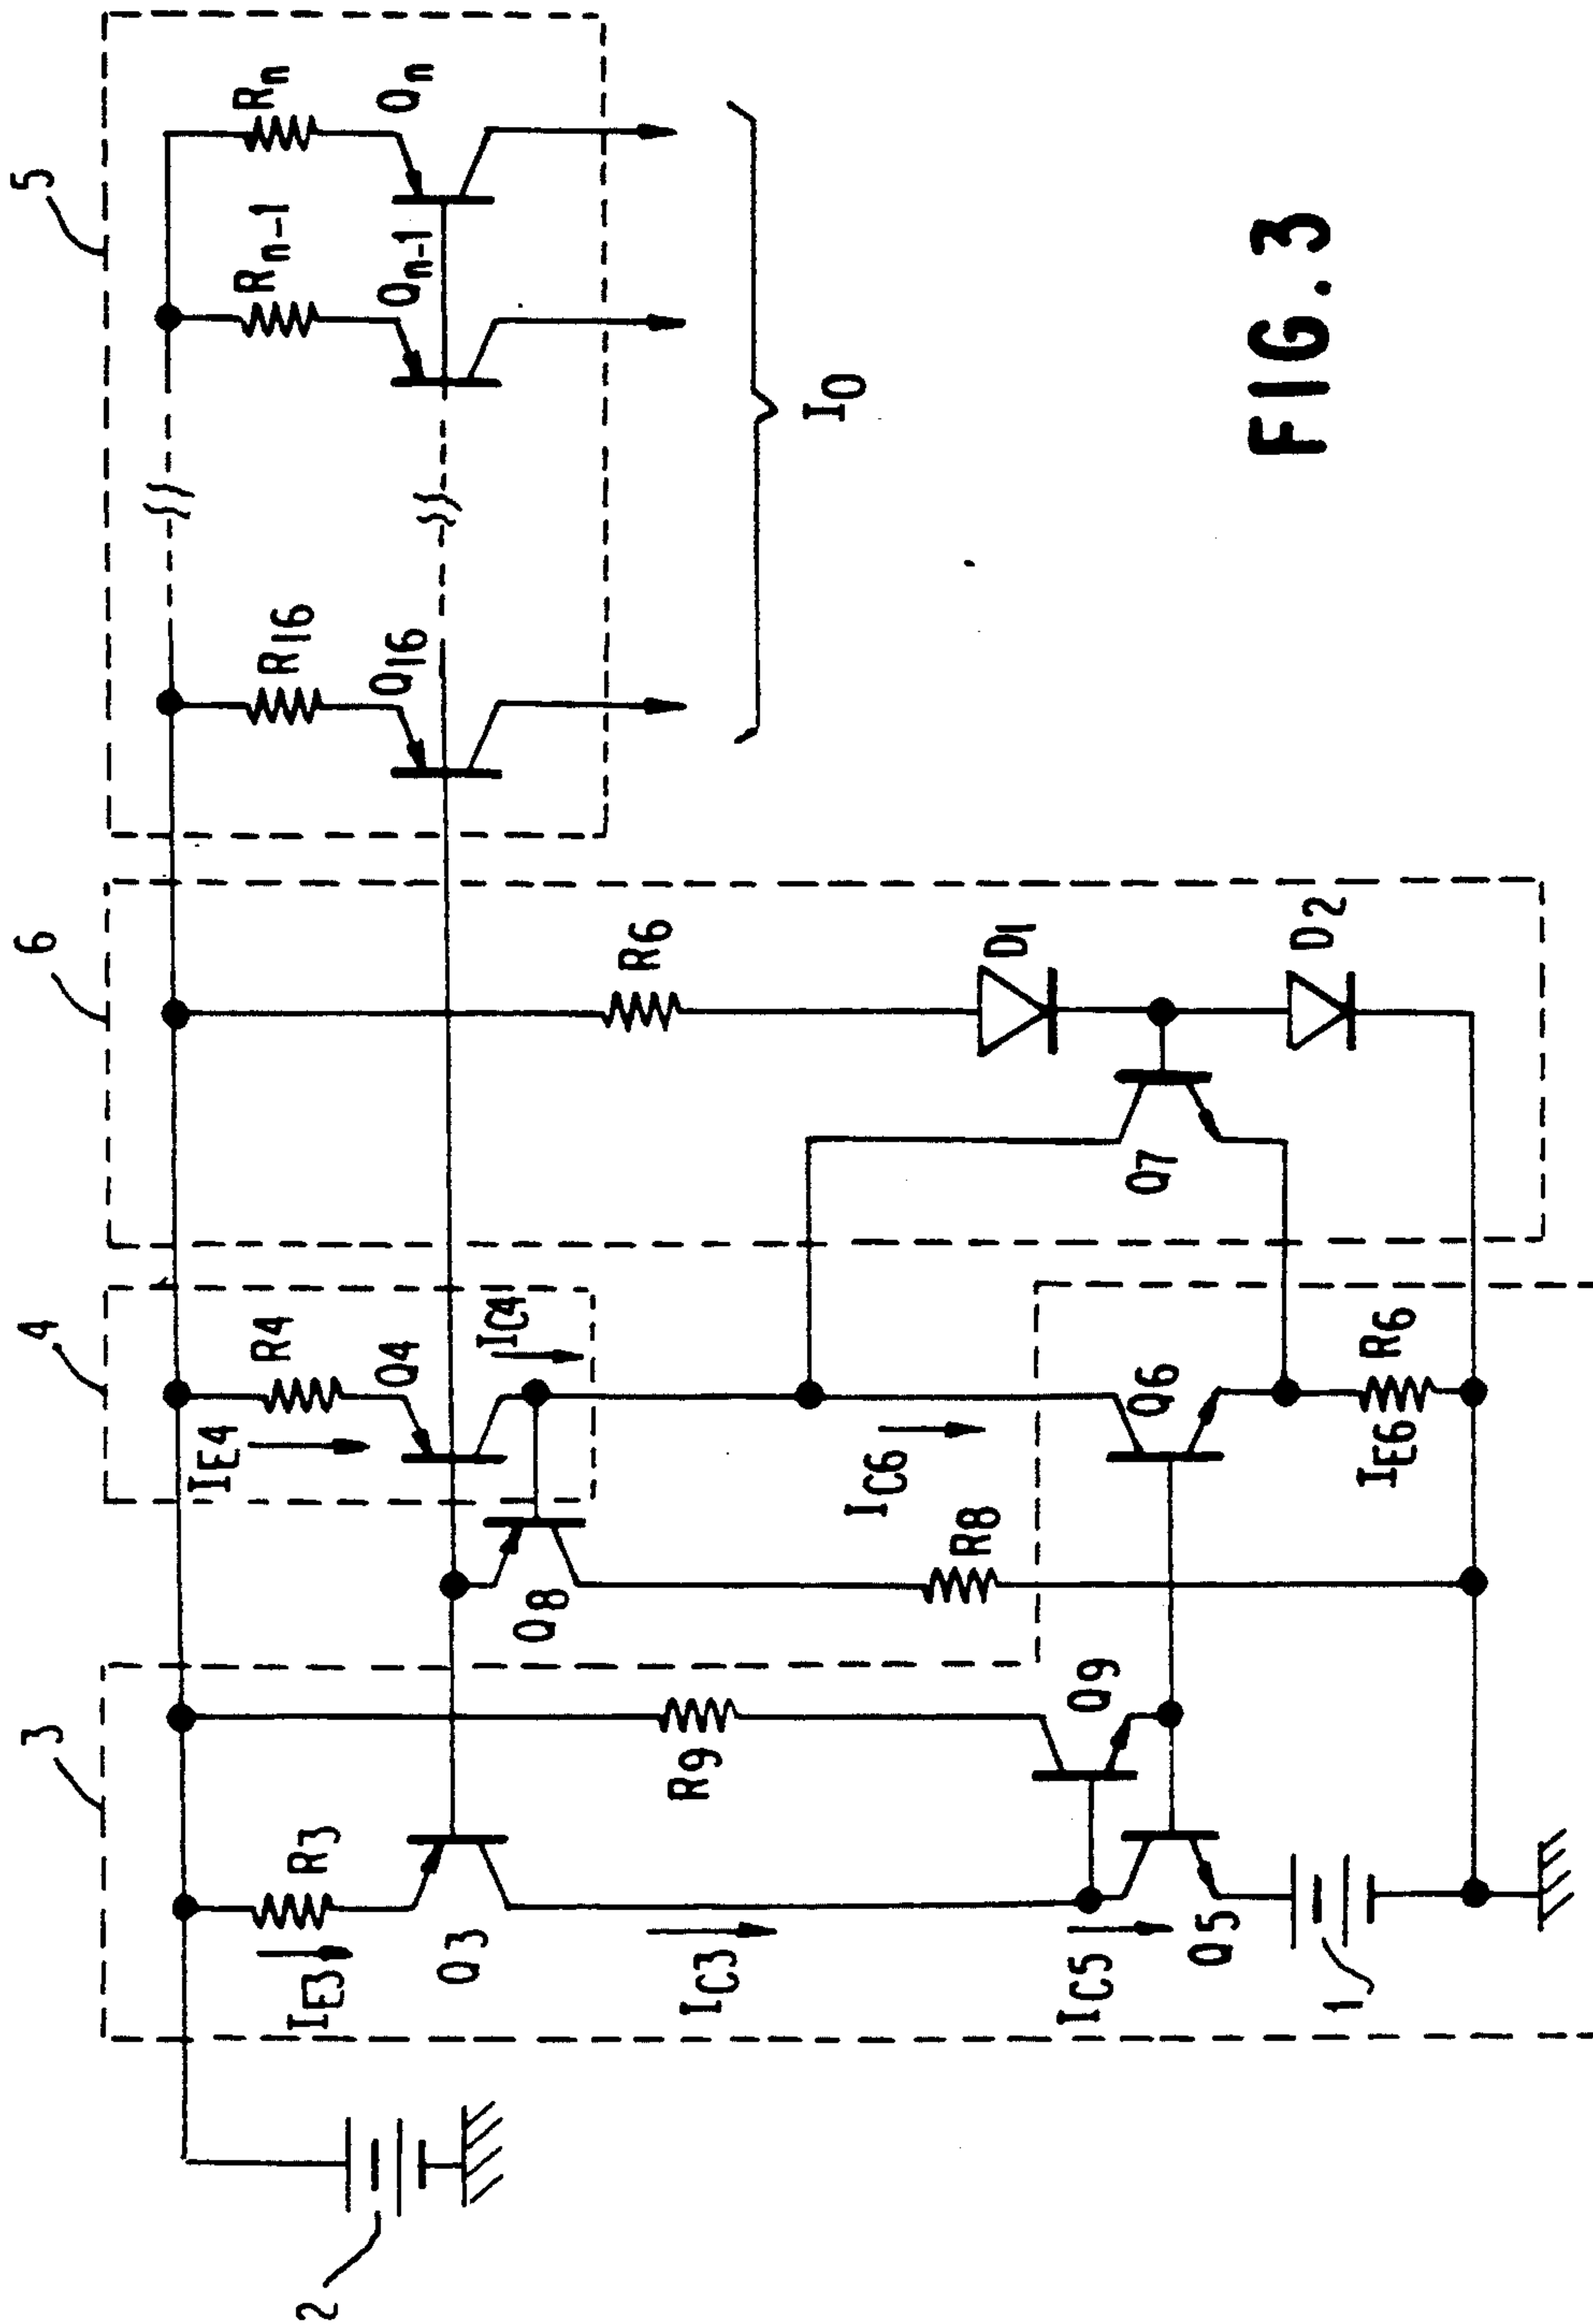 2
3
4
6
5
R3
IE3
Q3
IC3
R9
Q9
IC5
Q5
1
Q8
R8
R4
IE4
Q4
IC4
IC6
Q6
R6
IE6
R6
D1
Q7
D2
R16
Q16
Rn-1
Qn-1
Rn
Qn
IO
FIG. 3